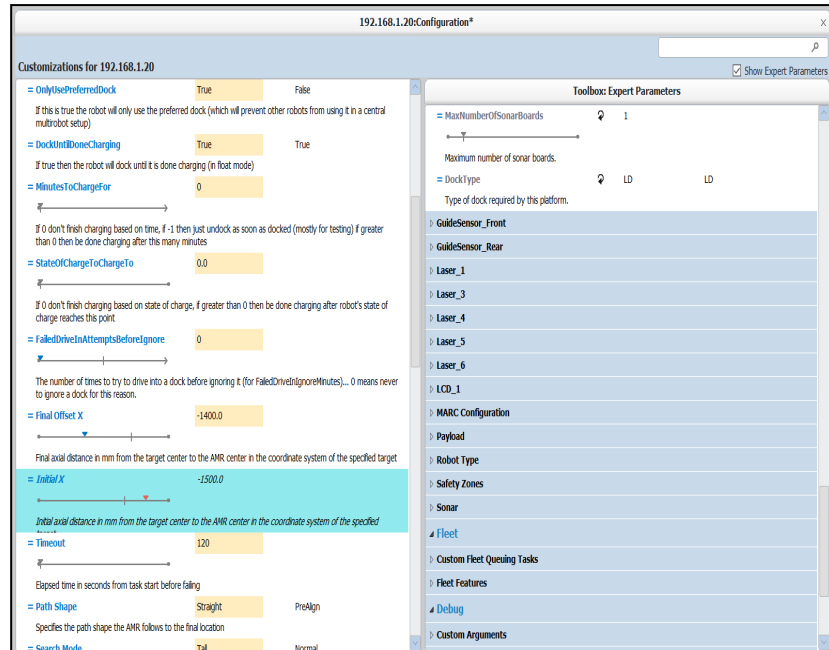 192.168.1.20:Configuration*
x
Customizations for 192.168.1.20
Show Expert Parameters
= OnlyUsePreferredDock True False
If this is true the robot will only use the preferred dock (which will prevent other robots from using it in a central
multirobot setup)
= DockUntilDoneCharging True True
If true then the robot will dock until it is done charging (in float mode)
= MinutesToChargeFor 0
If 0 don't finish charging based on time, if -1 then just undock as soon as docked (mostly for testing) if greater
than 0 then be done charging after this many minutes
= StateOfChargeToChargeTo 0.0
If 0 don't finish charging based on state of charge, if greater than 0 then be done charging after robot's state of
charge reaches this point
= FailedDriveInAttemptsBeforeIgnore 0
The number of times to try to drive into a dock before ignoring it (for FailedDriveInIgnoreMinutes)... 0 means never
to ignore a dock for this reason.
= Final Offset X -1400.0
Final axial distance in mm from the target center to the AMR center in the coordinate system of the specified target
= Initial X -1500.0
Initial axial distance in mm from the target center to the AMR center in the coordinate system of the specified
= Timeout 120
Elapsed time in seconds from task start before failing
= Path Shape Straight PreAlign
Specifies the path shape the AMR follows to the final location
= Search Mode Tail Normal
Toolbox: Expert Parameters
= MaxNumberOfSonarBoards 1
Maximum number of sonar boards.
= DockType LD LD
Type of dock required by this platform.
GuideSensor_Front
GuideSensor_Rear
Laser_1
Laser_3
Laser_4
Laser_5
Laser_6
LCD_1
MARC Configuration
Payload
Robot Type
Safety Zones
Sonar
Fleet
Custom Fleet Queuing Tasks
Fleet Features
Debug
Custom Arguments